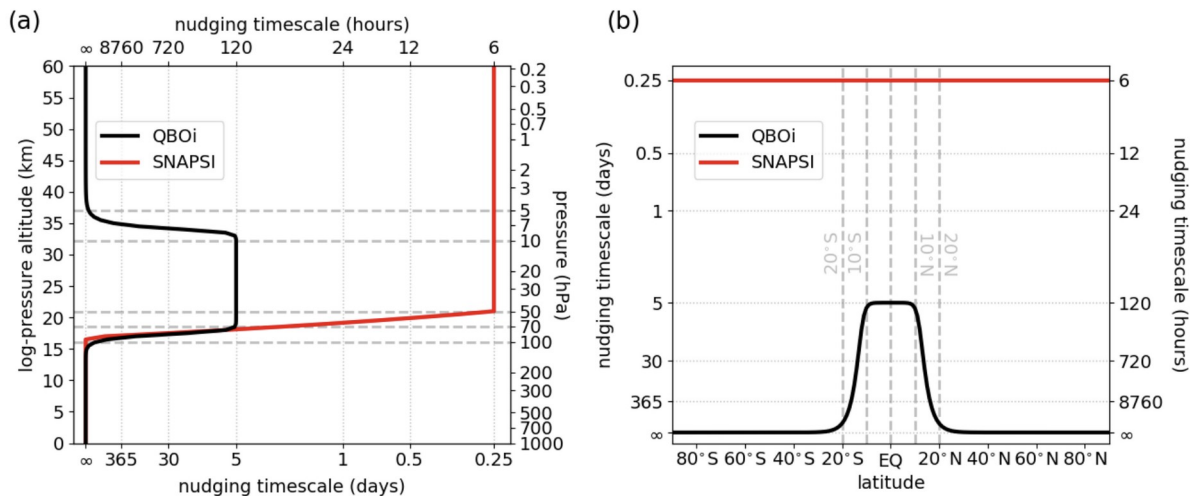 (a)
nudging timescale (hours)
∞ 8760 720 120 24 12 6
60
55
50
45
40
35
30
25
20
15
10
5
0
log-pressure altitude (km)
QBOi
SNAPSI
0.2
0.3
0.5
0.7
1
2
3
5
7
10
20
30
50
70
100
200
300
500
700
1000
pressure (hPa)
∞ 365 30 5 1 0.5 0.25
nudging timescale (days)
(b)
0.25
0.5
1
5
30
365
∞
nudging timescale (days)
QBOi
SNAPSI
20°S
10°S
10°N
20°N
6
12
24
120
720
8760
∞
nudging timescale (hours)
80°S 60°S 40°S 20°S EQ 20°N 40°N 60°N 80°N
latitude